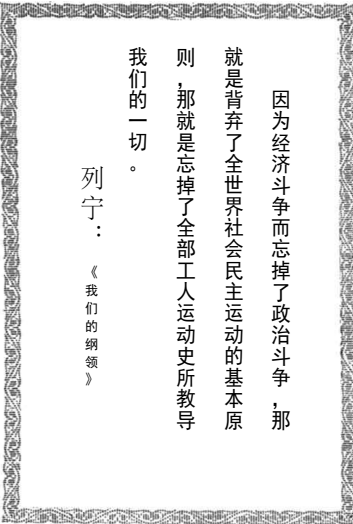 因为经济斗争而忘掉了政治斗争,那
就是背弃了全世界社会民主运动的基本原
则,那就是忘掉了全部工人运动史所教导
我们的一切。
列宁:《我们的纲领》